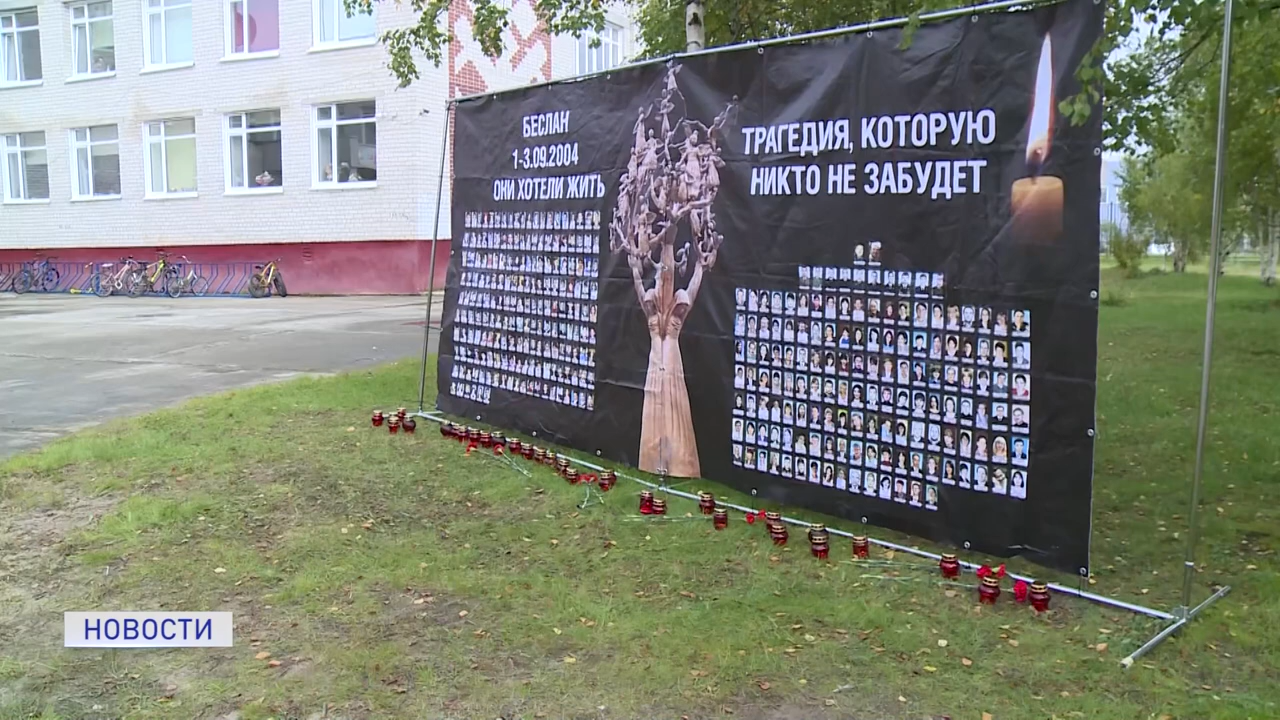 БЕСЛАН
1-3.09.2004
ОНИ ХОТЕЛИ ЖИТЬ
ТРАГЕДИЯ, КОТОРУЮ
НИКТО НЕ ЗАБУДЕТ
НОВОСТИ